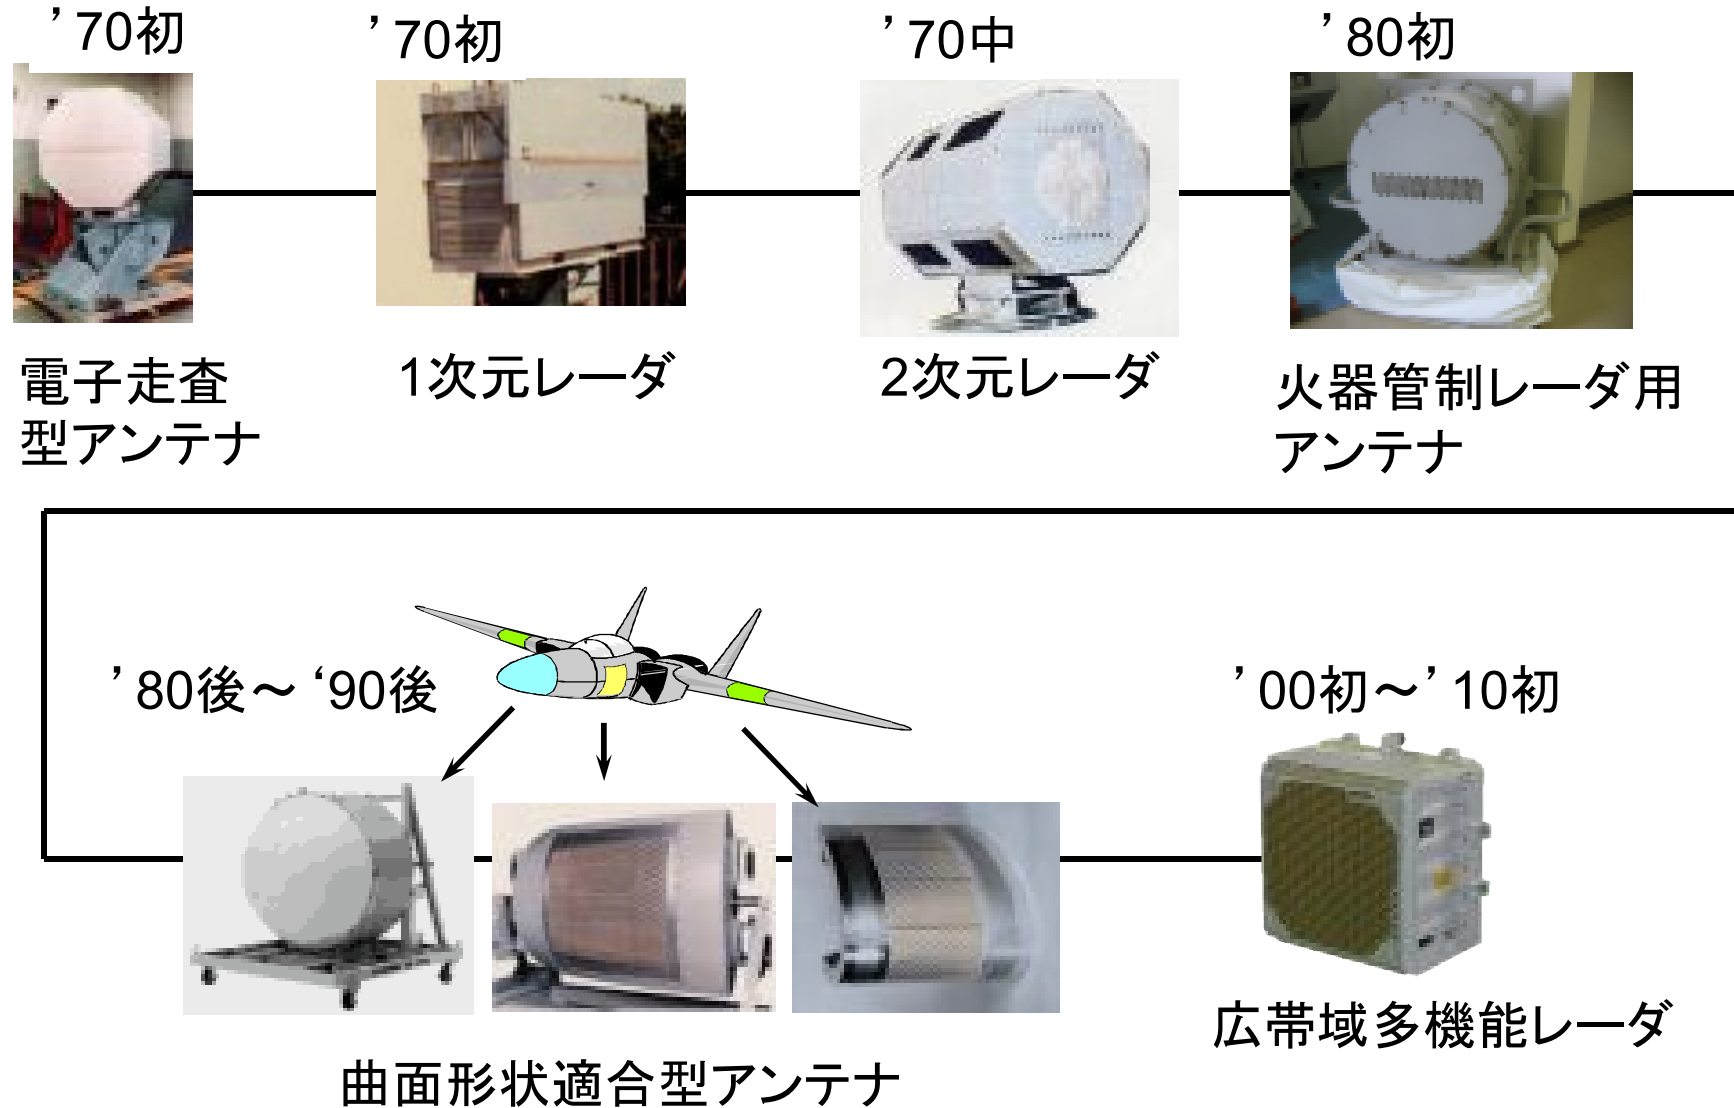 ’70初
’70初
’70中
’80初
電子走査
型アンテナ
1次元レーダ
2次元レーダ
火器管制レーダ用
アンテナ
’80後～‘90後
’00初～’10初
広帯域多機能レーダ
曲面形状適合型アンテナ